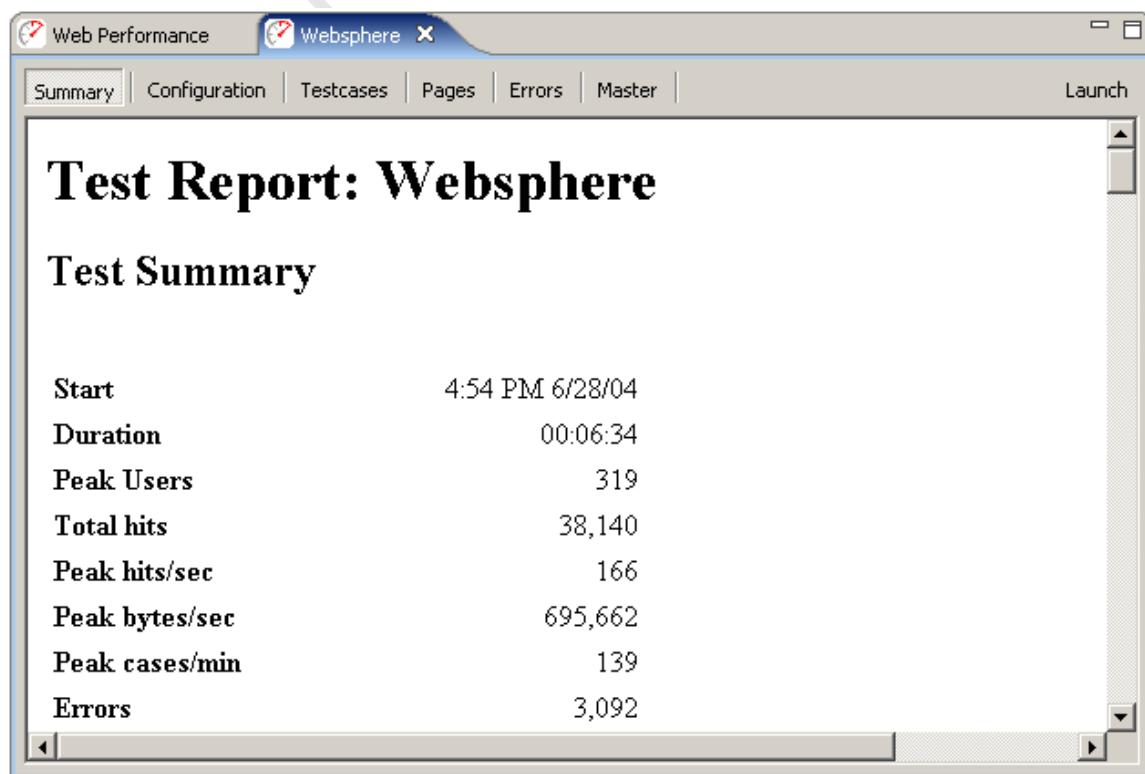 Web Performance Websphere
Summary Configuration Testcases Pages Errors Master Launch
Test Report: Websphere
Test Summary
Start 4:54 PM 6/28/04
Duration 00:06:34
Peak Users 319
Total hits 38,140
Peak hits/sec 166
Peak bytes/sec 695,662
Peak cases/min 139
Errors 3,092